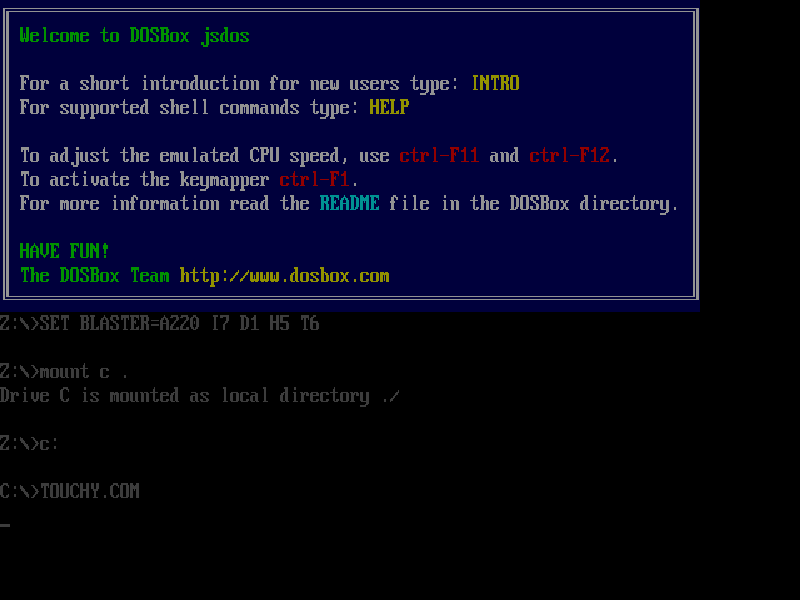 Welcome to DOSBox jsdos
For a short introduction for new users type: INTRO
For supported shell commands type: HELP
To adjust the emulated CPU speed, use ctrl-F11 and ctrl-F12.
To activate the keymapper ctrl-F1.
For more information read the README file in the DOSBox directory.
HAVE FUN!
The DOSBox Team http://www.dosbox.com
Z:\>SET BLASTER=A220 I7 D1 H5 T6
Z:\>mount c .
Drive C is mounted as local directory ./
Z:\>c:
C:\>TOUCHY.COM